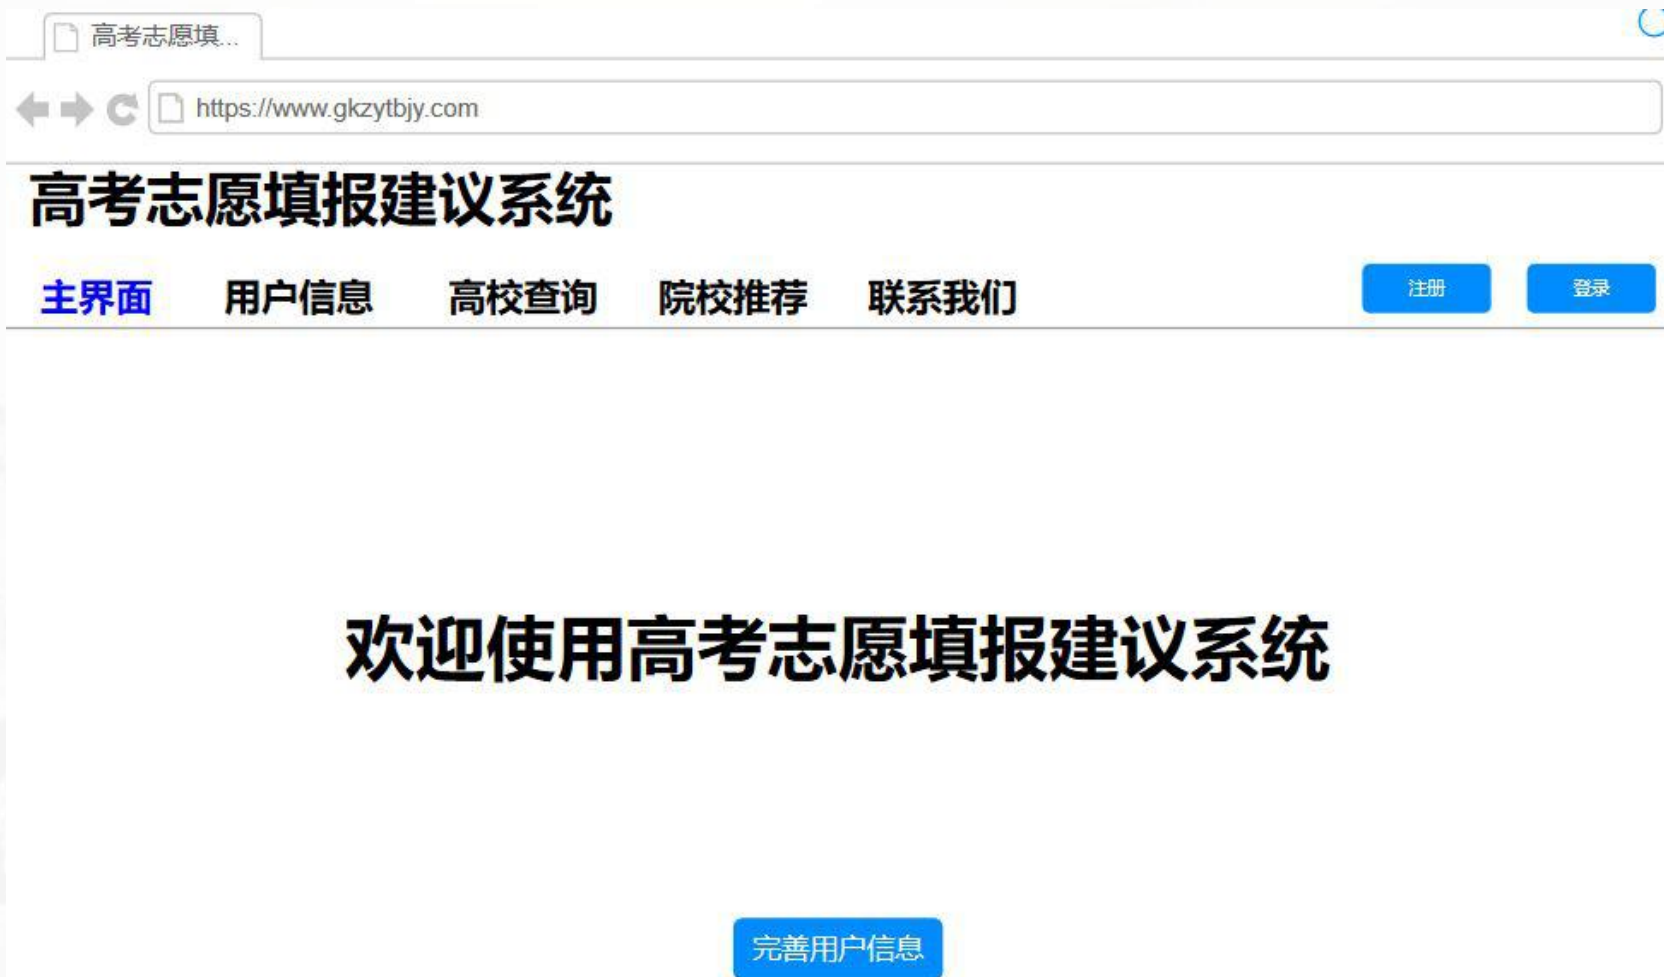 高考志愿填...
https://www.gkzytbjy.com
高考志愿填报建议系统
主界面 用户信息 高校查询 院校推荐 联系我们 注册 登录
欢迎使用高考志愿填报建议系统
完善用户信息